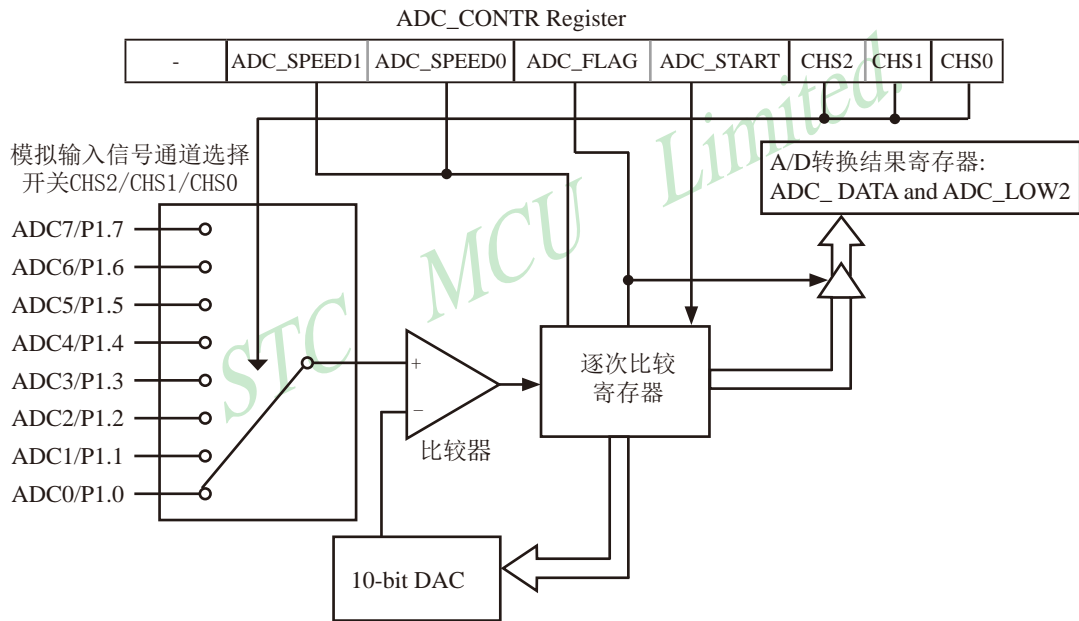 ADC_CONTR Register
- ADC_SPEED1 ADC_SPEED0 ADC_FLAG ADC_START CHS2 CHS1 CHS0
模拟输入信号通道选择
开关CHS2/CHS1/CHS0
A/D转换结果寄存器:
ADC_ DATA and ADC_LOW2
ADC7/P1.7
ADC6/P1.6
ADC5/P1.5
ADC4/P1.4
ADC3/P1.3
ADC2/P1.2
ADC1/P1.1
ADC0/P1.0
+
−
比较器
逐次比较
寄存器
10-bit DAC
STC MCU Limited.